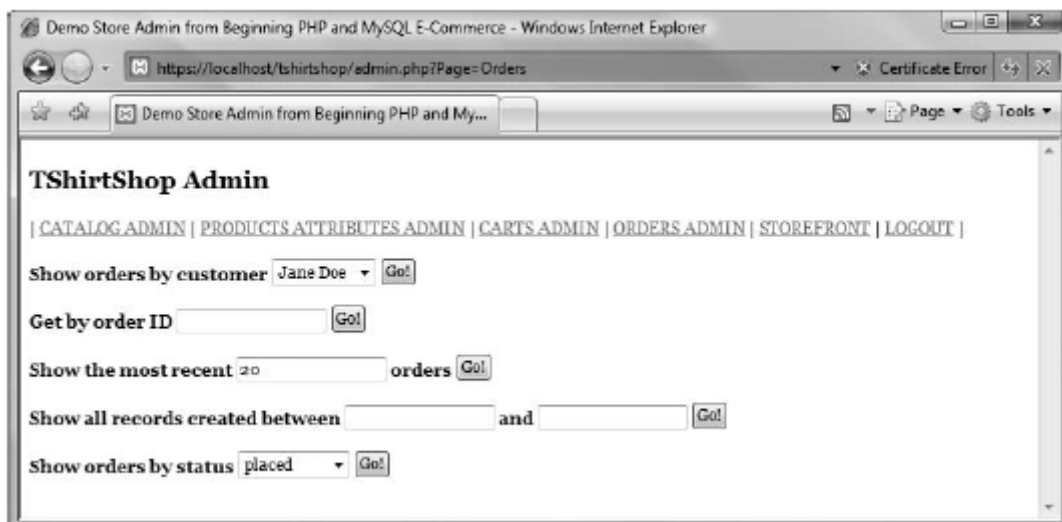 Demo Store Admin from Beginning PHP and MySQL E-Commerce - Windows Internet Explorer
https://localhost/tshirtshop/admin.php?Page=Orders
Certificate Error
Demo Store Admin from Beginning PHP and My...
Page
Tools
TShirtShop Admin
| CATALOG ADMIN | PRODUCTS ATTRIBUTES ADMIN | CARTS ADMIN | ORDERS ADMIN | STOREFRONT | LOGOUT |
Show orders by customer Jane Doe Go!
Get by order ID Go!
Show the most recent 20 orders Go!
Show all records created between and Go!
Show orders by status placed Go!